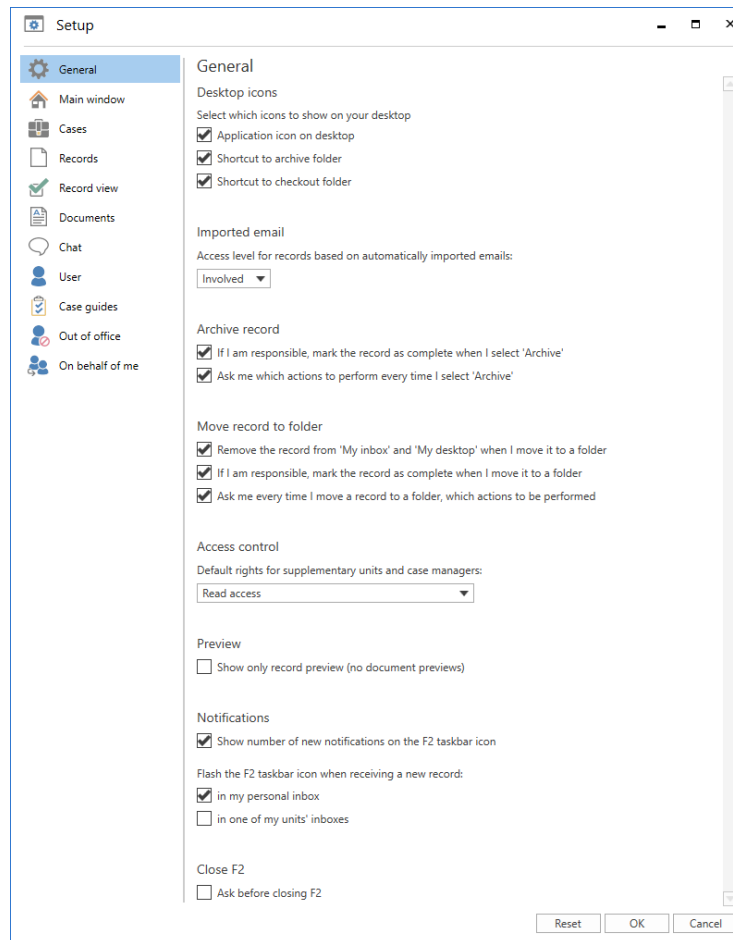 Setup
General
Main window
Cases
Records
Record view
Documents
Chat
User
Case guides
Out of office
On behalf of me
General
Desktop icons
Select which icons to show on your desktop
Application icon on desktop
Shortcut to archive folder
Shortcut to checkout folder
Imported email
Access level for records based on automatically imported emails:
Involved
Archive record
If I am responsible, mark the record as complete when I select 'Archive'
Ask me which actions to perform every time I select 'Archive'
Move record to folder
Remove the record from 'My inbox' and 'My desktop' when I move it to a folder
If I am responsible, mark the record as complete when I move it to a folder
Ask me every time I move a record to a folder, which actions to be performed
Access control
Default rights for supplementary units and case managers:
Read access
Preview
Show only record preview (no document previews)
Notifications
Show number of new notifications on the F2 taskbar icon
Flash the F2 taskbar icon when receiving a new record:
in my personal inbox
in one of my units' inboxes
Close F2
Ask before closing F2
Reset OK Cancel